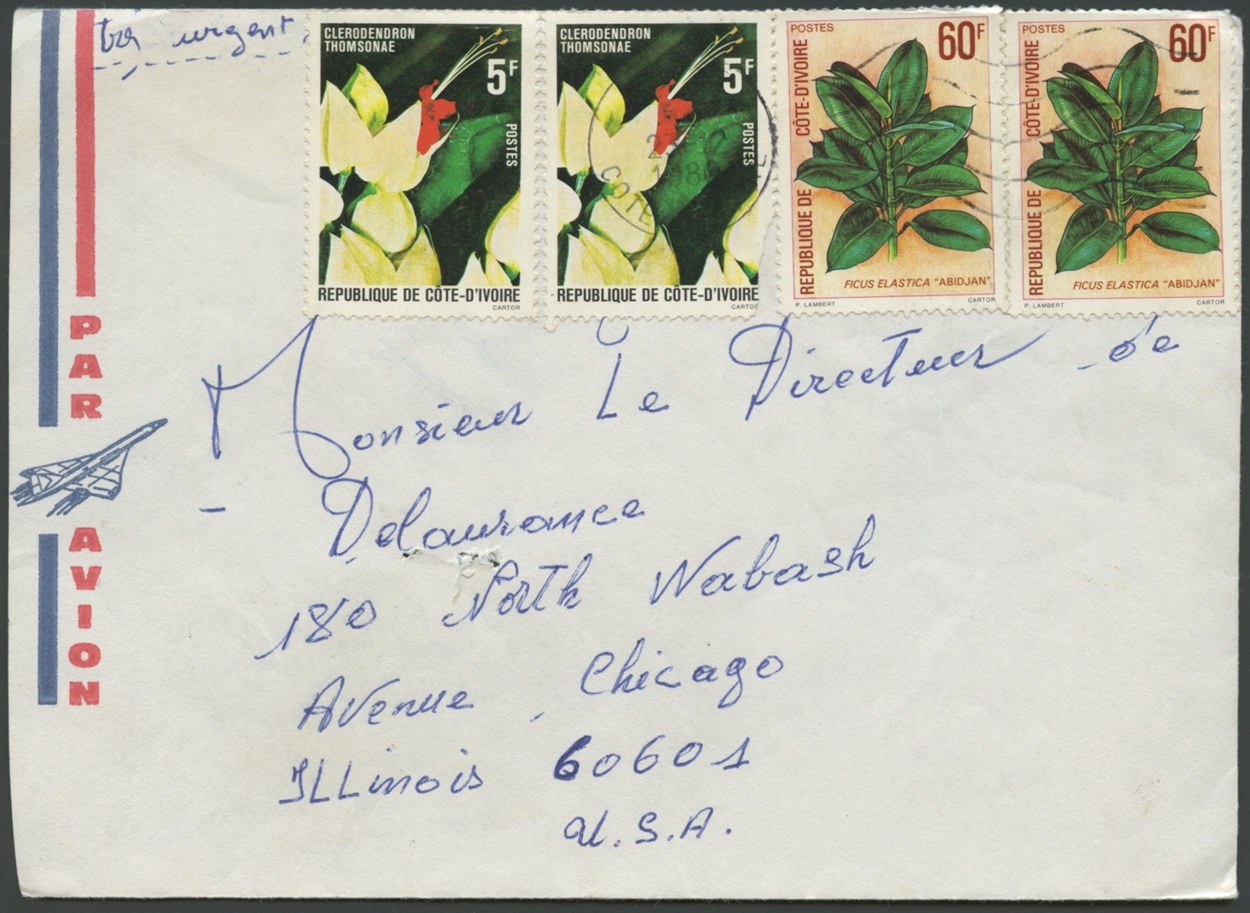 très urgent
CLERODENDRON
THOMSONAE
5F
POSTES
REPUBLIQUE DE CÔTE-D'IVOIRE
CARTOR
CLERODENDRON
THOMSONAE
5F
POSTES
REPUBLIQUE DE CÔTE-D'IVOIRE
CARTOR
POSTES
60F
REPUBLIQUE DE CÔTE-D'IVOIRE
FICUS ELASTICA "ABIDJAN"
P. LAMBERT CARTOR
POSTES
60F
REPUBLIQUE DE CÔTE-D'IVOIRE
FICUS ELASTICA "ABIDJAN"
P. LAMBERT CARTOR
COTE
PAR
AVION
Monsieur Le Directeur de
Delaurance
180 North Wabash
Avenue, Chicago
ILLinois 60601
U.S.A.